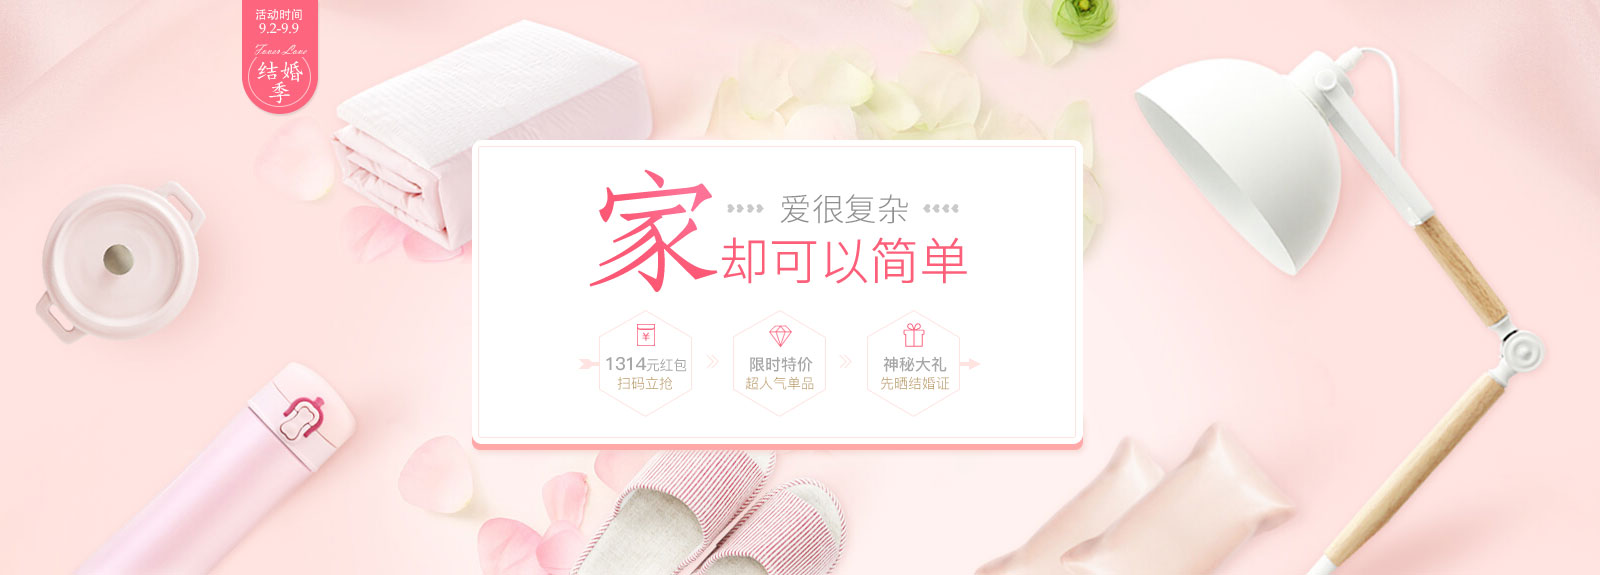 活动时间
9.2-9.9
Forver Love
结婚
季
爱很复杂
家却可以简单
1314元红包
扫码立抢
限时特价
超人气单品
神秘大礼
先晒结婚证